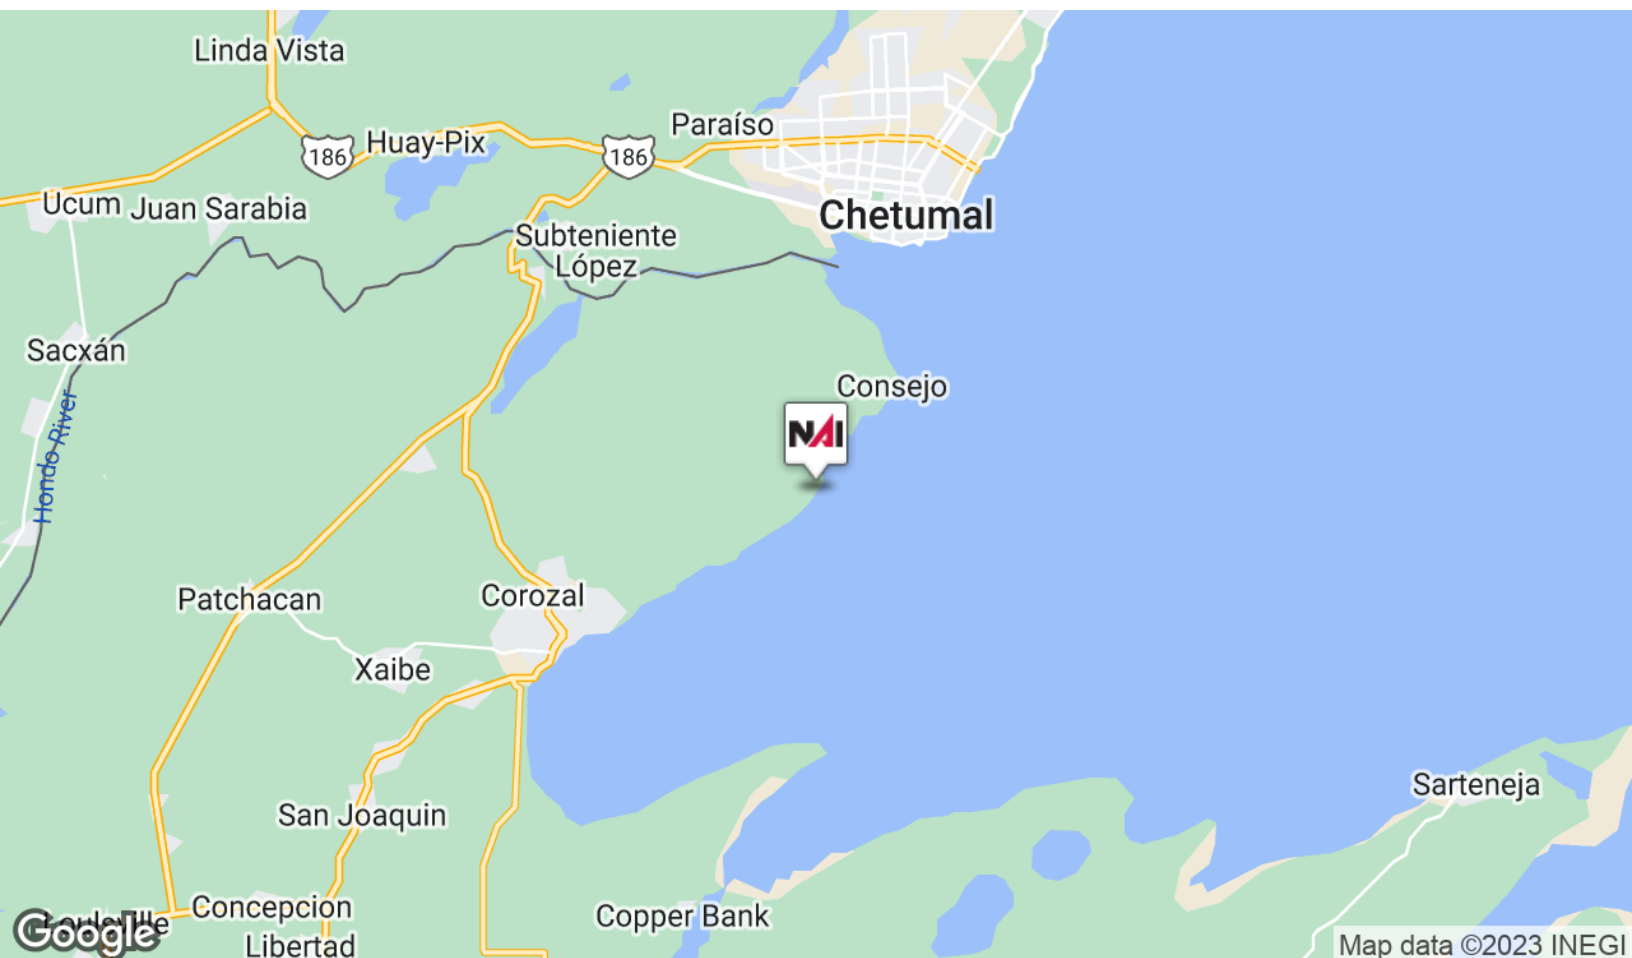 Linda Vista
Paraíso
186
Huay-Pix
186
Ucum
Juan Sarabia
Chetumal
Subteniente
López
Sacxán
Consejo
NAI
Hondo River
Corozal
Patchacan
Xaibe
Sarteneja
San Joaquin
Concepcion
Copper Bank
Louisville
Google
Libertad
Map data ©2023 INEGI